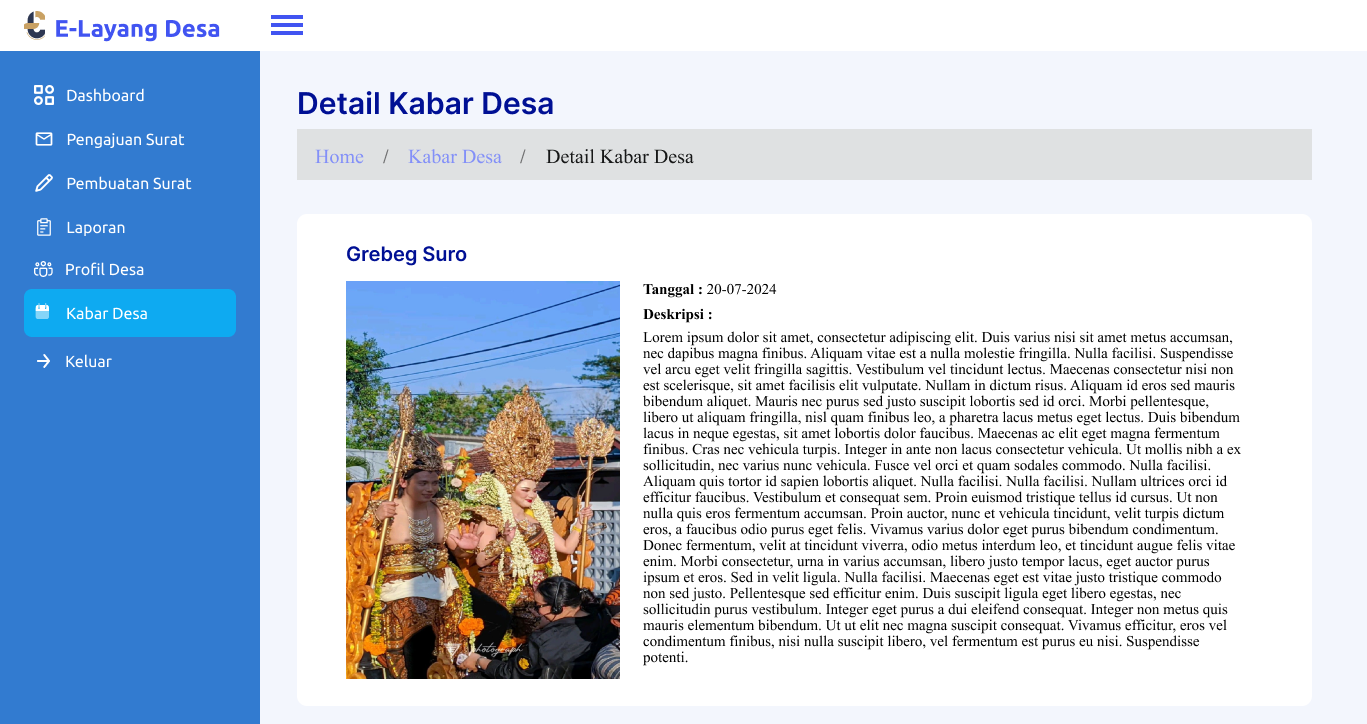 E-Layang Desa
Dashboard
Pengajuan Surat
Pembuatan Surat
Laporan
Profil Desa
Kabar Desa
Keluar
Detail Kabar Desa
Home / Kabar Desa / Detail Kabar Desa
Grebeg Suro
Tanggal : 20-07-2024
Deskripsi :
Lorem ipsum dolor sit amet, consectetur adipiscing elit. Duis varius nisi sit amet metus accumsan,
nec dapibus magna finibus. Aliquam vitae est a nulla molestie fringilla. Nulla facilisi. Suspendisse
vel arcu eget velit fringilla sagittis. Vestibulum vel tincidunt lectus. Maecenas consectetur nisi non
est scelerisque, sit amet facilisis elit vulputate. Nullam in dictum risus. Aliquam id eros sed mauris
bibendum aliquet. Mauris nec purus sed justo suscipit lobortis sed id orci. Morbi pellentesque,
libero ut aliquam fringilla, nisl quam finibus leo, a pharetra lacus metus eget lectus. Duis bibendum
lacus in neque egestas, sit amet lobortis dolor faucibus. Maecenas ac elit eget magna fermentum
finibus. Cras nec vehicula turpis. Integer in ante non lacus consectetur vehicula. Ut mollis nibh a ex
sollicitudin, nec varius nunc vehicula. Fusce vel orci et quam sodales commodo. Nulla facilisi.
Aliquam quis tortor id sapien lobortis aliquet. Nulla facilisi. Nulla facilisi. Nullam ultrices orci id
efficitur faucibus. Vestibulum et consequat sem. Proin euismod tristique tellus id cursus. Ut non
nulla quis eros fermentum accumsan. Proin auctor, nunc et vehicula tincidunt, velit turpis dictum
eros, a faucibus odio purus eget felis. Vivamus varius dolor eget purus bibendum condimentum.
Donec fermentum, velit at tincidunt viverra, odio metus interdum leo, et tincidunt augue felis vitae
enim. Morbi consectetur, urna in varius accumsan, libero justo tempor lacus, eget auctor purus
ipsum et eros. Sed in velit ligula. Nulla facilisi. Maecenas eget est vitae justo tristique commodo
non sed justo. Pellentesque sed efficitur enim. Duis suscipit ligula eget libero egestas, nec
sollicitudin purus vestibulum. Integer eget purus a dui eleifend consequat. Integer non metus quis
mauris elementum bibendum. Ut ut elit nec magna suscipit consequat. Vivamus efficitur, eros vel
condimentum finibus, nisi nulla suscipit libero, vel fermentum est purus eu nisi. Suspendisse
potenti.